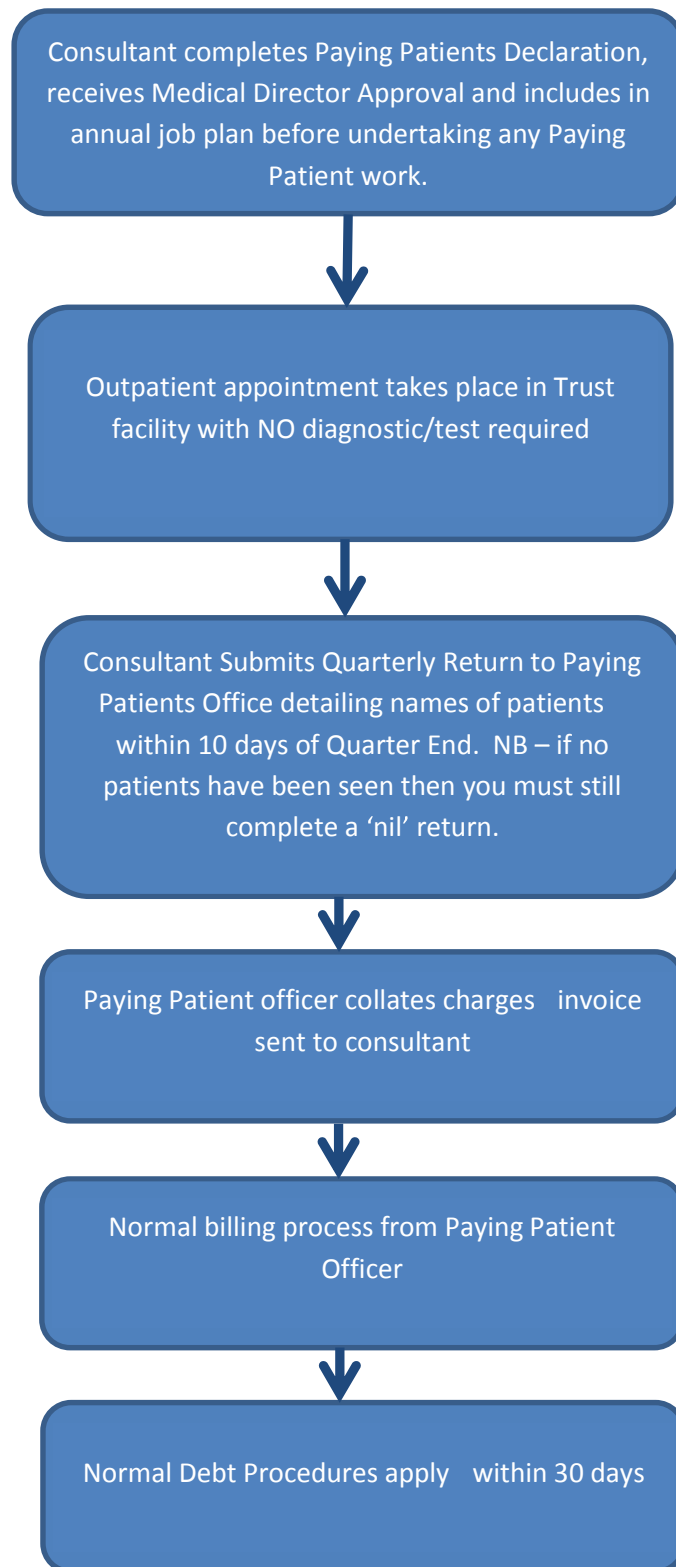 Consultant completes Paying Patients Declaration,
receives Medical Director Approval and includes in
annual job plan before undertaking any Paying
Patient work.
Outpatient appointment takes place in Trust
facility with NO diagnostic/test required
Consultant Submits Quarterly Return to Paying
Patients Office detailing names of patients
within 10 days of Quarter End.  NB – if no
patients have been seen then you must still
complete a ‘nil’ return.
Paying Patient officer collates charges   invoice
sent to consultant
Normal billing process from Paying Patient
Officer
Normal Debt Procedures apply   within 30 days